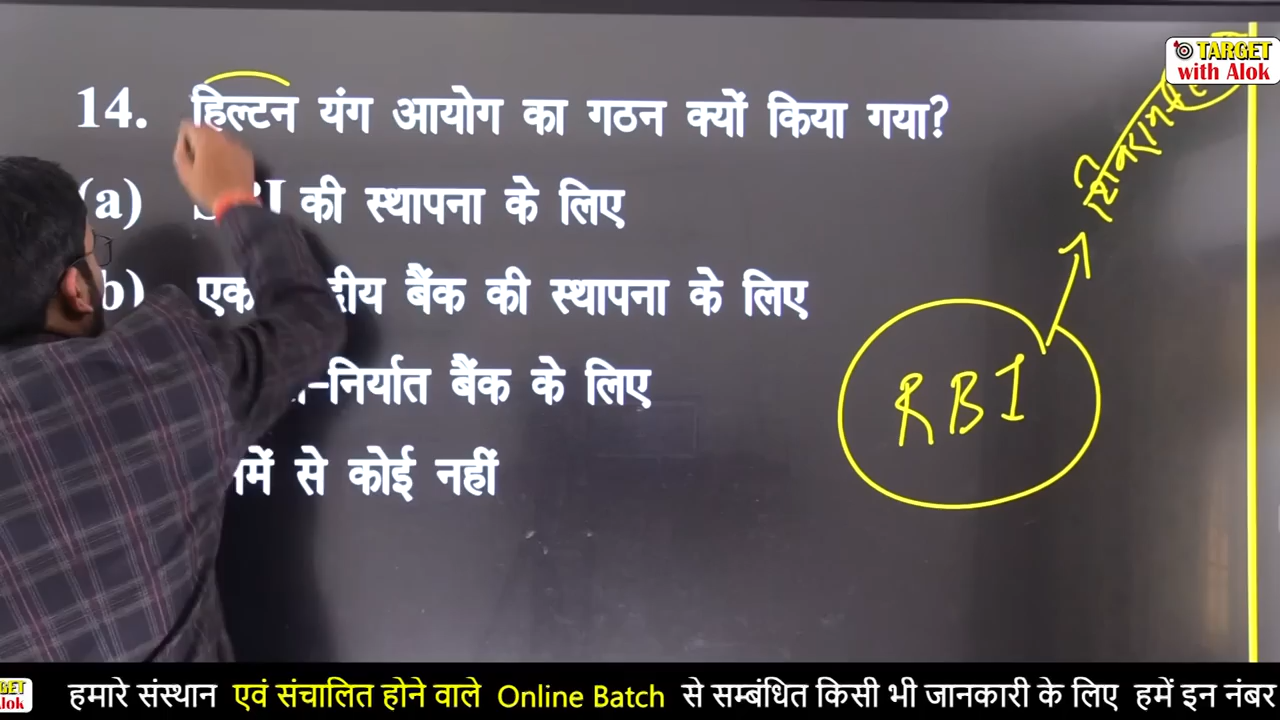 TARGET
with Alok
14. हिल्टन यंग आयोग का गठन क्यों किया गया?
(a) की स्थापना के लिए
बैंक की स्थापना के लिए
निर्यात बैंक के लिए
से कोई नहीं
RBI
हमारे संस्थान एवं संचालित होने वाले Online Batch से सम्बंधित किसी भी जानकारी के लिए हमें इन नंबर